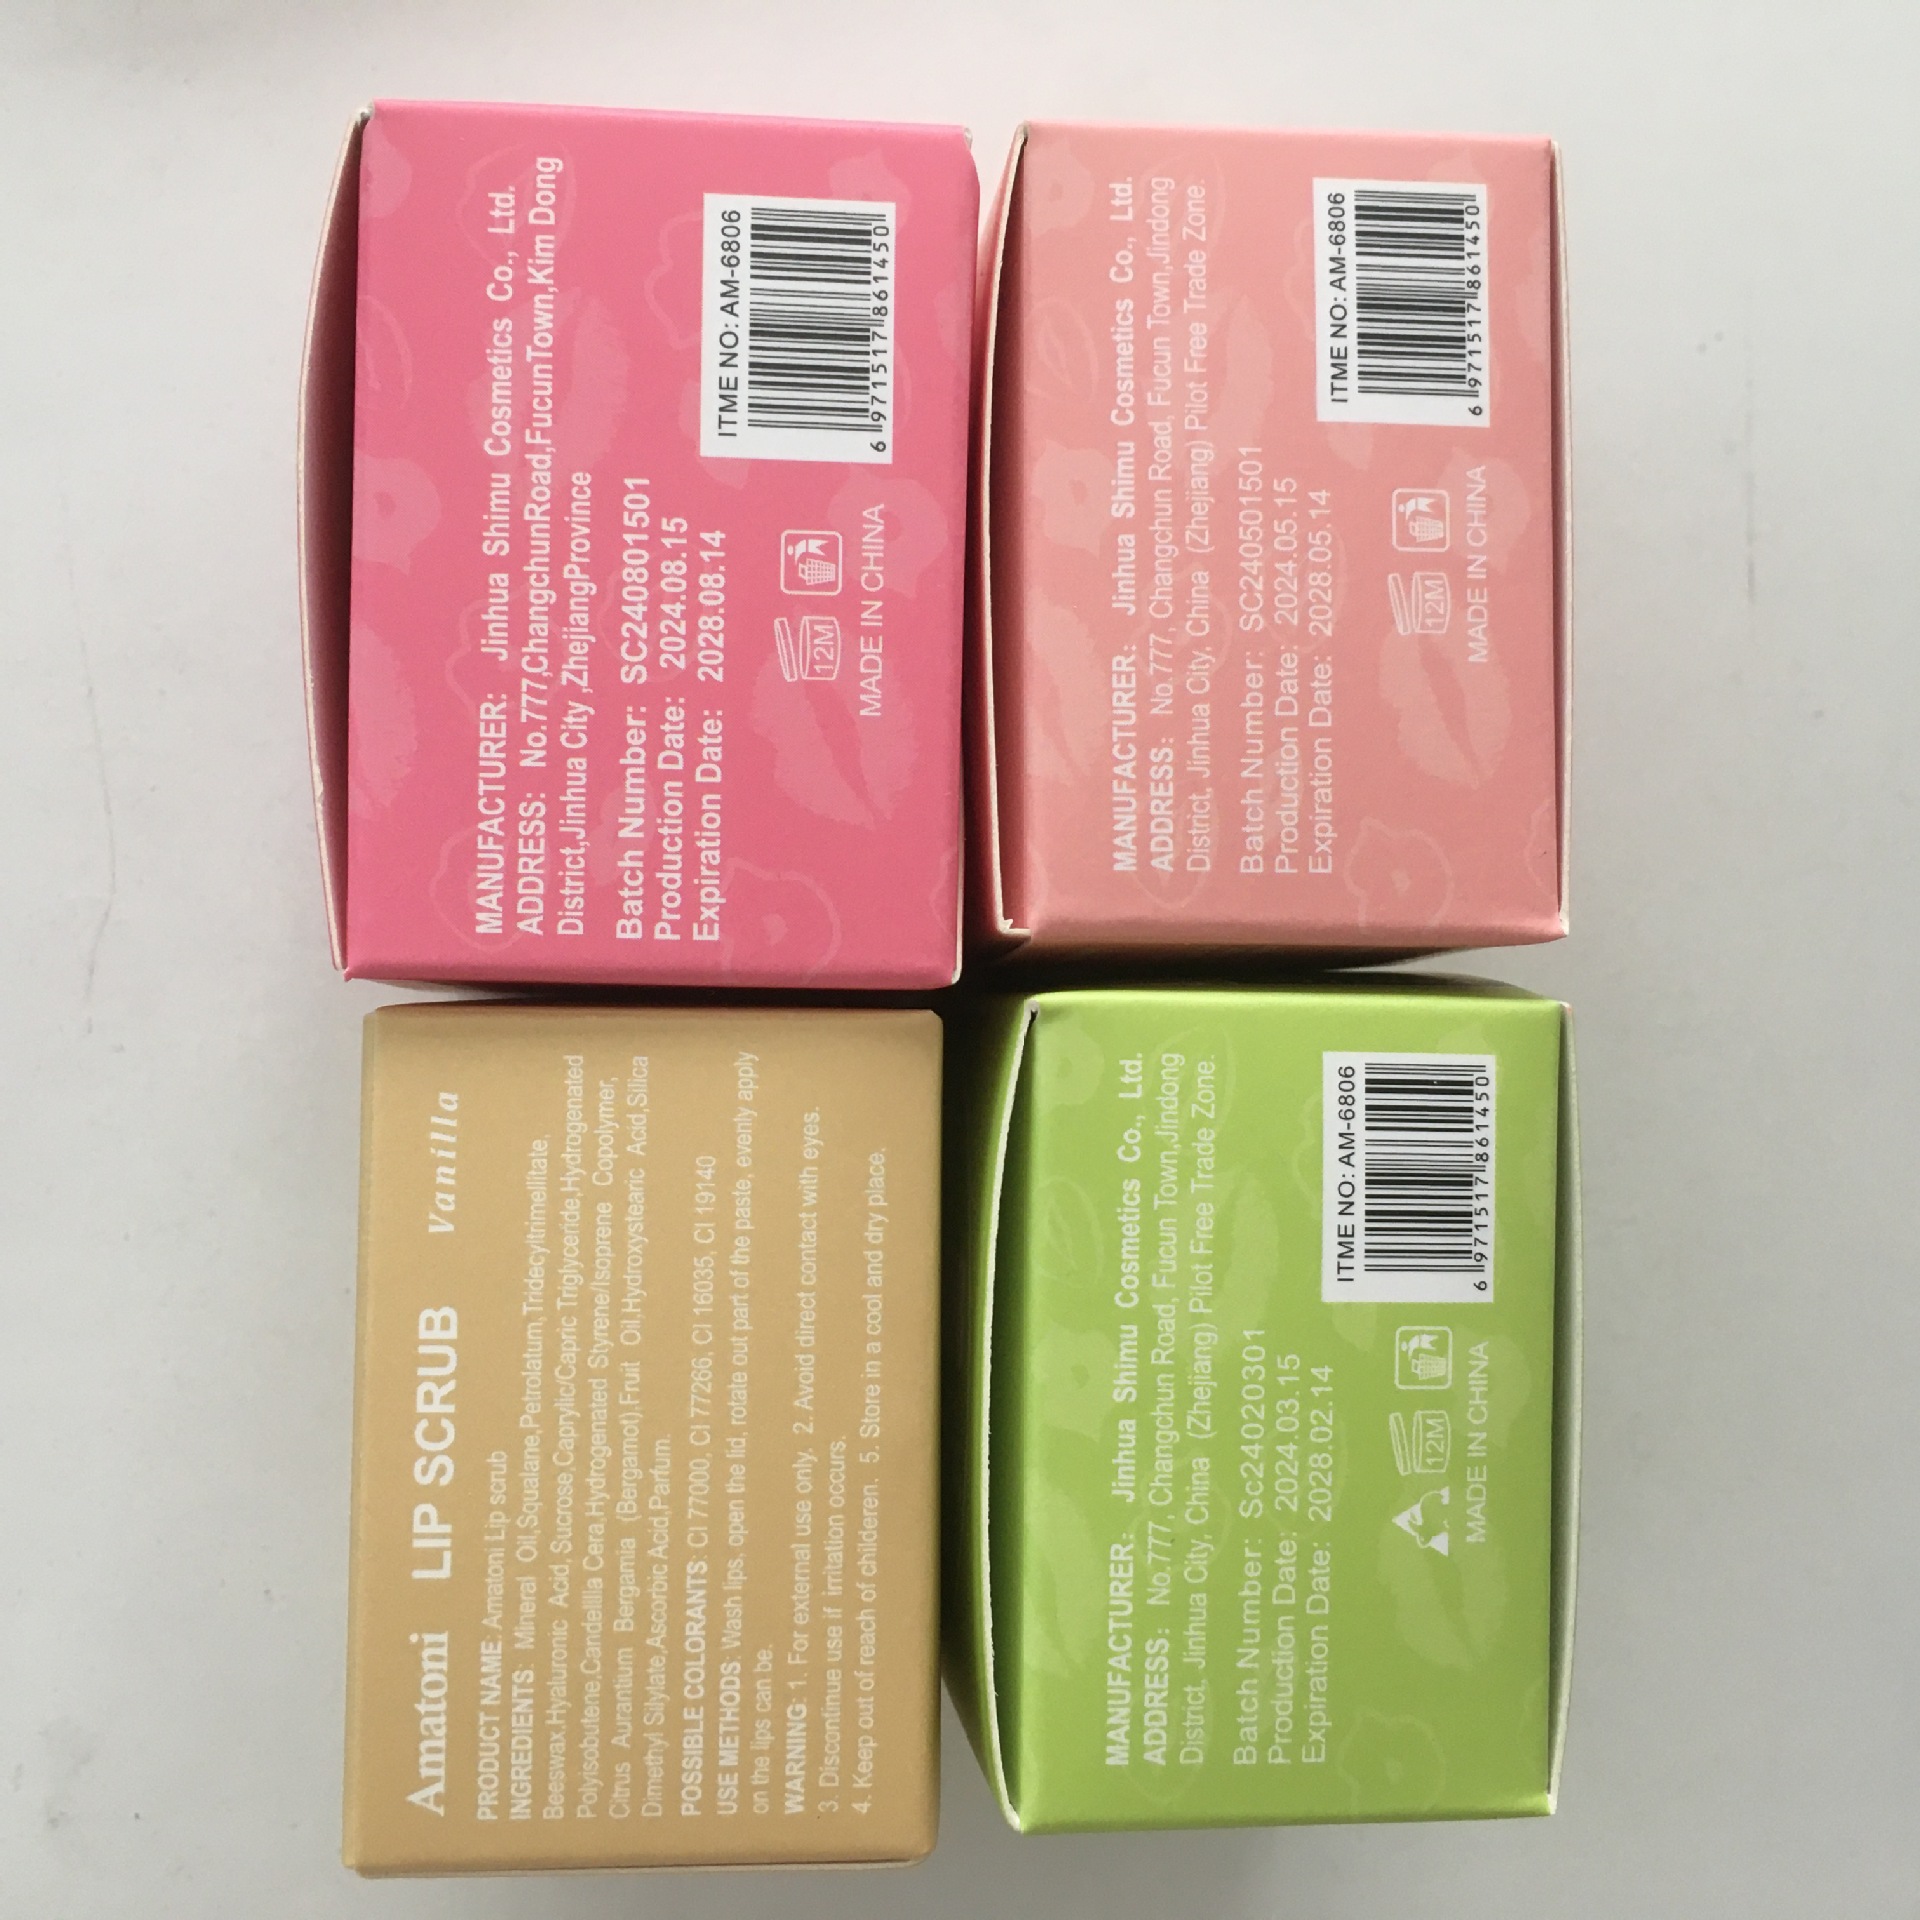 MANUFACTURER: Jinhua Shimu Cosmetics Co., Ltd.
ADDRESS: No.777,ChangchunRoad,FucunTown,Kim Dong
District,Jinhua City ,ZhejiangProvince
Batch Number: SC240801501
Production Date: 2024.08.15
Expiration Date: 2028.08.14
12M
MADE IN CHINA
ITME NO: AM-6806
6 971517 861450
MANUFACTURER: Jinhua Shimu Cosmetics Co., Ltd.
ADDRESS: No.777, Changchun Road, Fucun Town,Jindong
District, Jinhua City, China (Zhejiang) Pilot Free Trade Zone.
Batch Number: SC240501501
Production Date: 2024.05.15
Expiration Date: 2028.05.14
12M
MADE IN CHINA
ITME NO: AM-6806
6 971517 861450
Amatoni LIP SCRUB Vanilla
PRODUCT NAME: Amatoni Lip scrub
INGREDIENTS: Mineral Oil,Squalane,Petrolatum,Tridecyltrimellitate,
Beeswax,Hyaluronic Acid,Sucrose,Caprylic/Capric Triglyceride,Hydrogenated
Polyisobutene,Candelilla Cera,Hydrogenated Styrene/Isoprene Copolymer,
Citrus Aurantium Bergamia (Bergamot),Fruit Oil,Hydroxystearic Acid,Silica
Dimethyl Silylate,Ascorbic Acid,Parfum.
POSSIBLE COLORANTS: CI 77000, CI 77266, CI 16035, CI 19140
USE METHODS: Wash lips, open the lid, rotate out part of the paste, evenly apply
on the lips can be.
WARNING: 1. For external use only. 2. Avoid direct contact with eyes.
3. Discontinue use if irritation occurs.
4. Keep out of reach of childeren. 5. Store in a cool and dry place.
MANUFACTURER: Jinhua Shimu Cosmetics Co., Ltd.
ADDRESS: No.777, Changchun Road, Fucun Town,Jindong
District, Jinhua City, China (Zhejiang) Pilot Free Trade Zone.
Batch Number: Sc24020301
Production Date: 2024.03.15
Expiration Date: 2028.02.14
12M
MADE IN CHINA
ITME NO: AM-6806
6 971517 861450